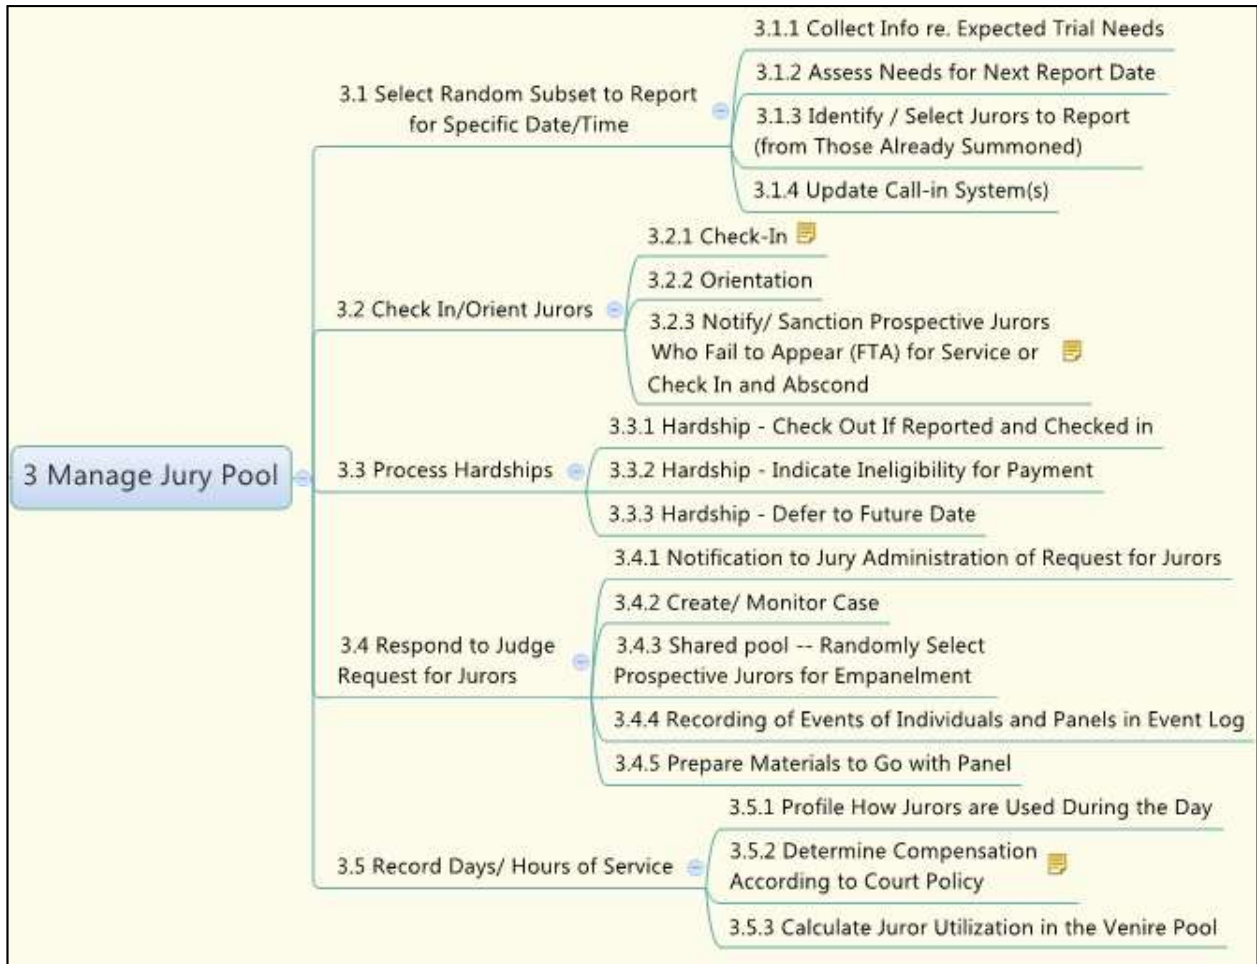 3 Manage Jury Pool
3.1 Select Random Subset to Report
for Specific Date/Time
3.1.1 Collect Info re. Expected Trial Needs
3.1.2 Assess Needs for Next Report Date
3.1.3 Identify / Select Jurors to Report
(from Those Already Summoned)
3.1.4 Update Call-in System(s)
3.2 Check In/Orient Jurors
3.2.1 Check-In
3.2.2 Orientation
3.2.3 Notify/ Sanction Prospective Jurors
Who Fail to Appear (FTA) for Service or
Check In and Abscond
3.3 Process Hardships
3.3.1 Hardship - Check Out If Reported and Checked in
3.3.2 Hardship - Indicate Ineligibility for Payment
3.3.3 Hardship - Defer to Future Date
3.4 Respond to Judge
Request for Jurors
3.4.1 Notification to Jury Administration of Request for Jurors
3.4.2 Create/ Monitor Case
3.4.3 Shared pool -- Randomly Select
Prospective Jurors for Empanelment
3.4.4 Recording of Events of Individuals and Panels in Event Log
3.4.5 Prepare Materials to Go with Panel
3.5 Record Days/ Hours of Service
3.5.1 Profile How Jurors are Used During the Day
3.5.2 Determine Compensation
According to Court Policy
3.5.3 Calculate Juror Utilization in the Venire Pool